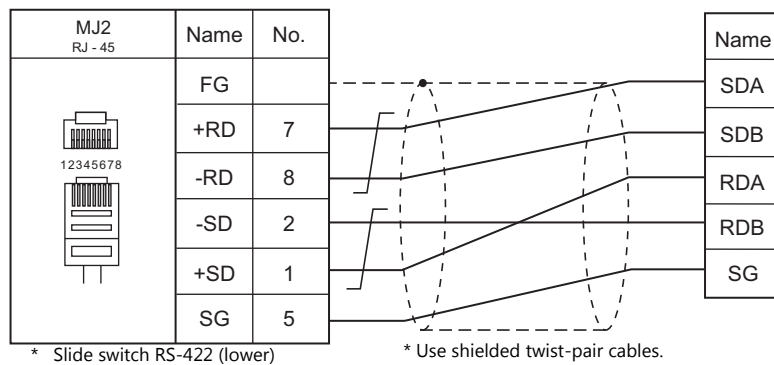 MJ2 Name No. Name
RJ - 45
FG SDA
+RD 7 SDB
12345678
-RD 8 RDA
-SD 2 RDB
+SD 1 SG
SG 5
* Slide switch RS-422 (lower) * Use shielded twist-pair cables.